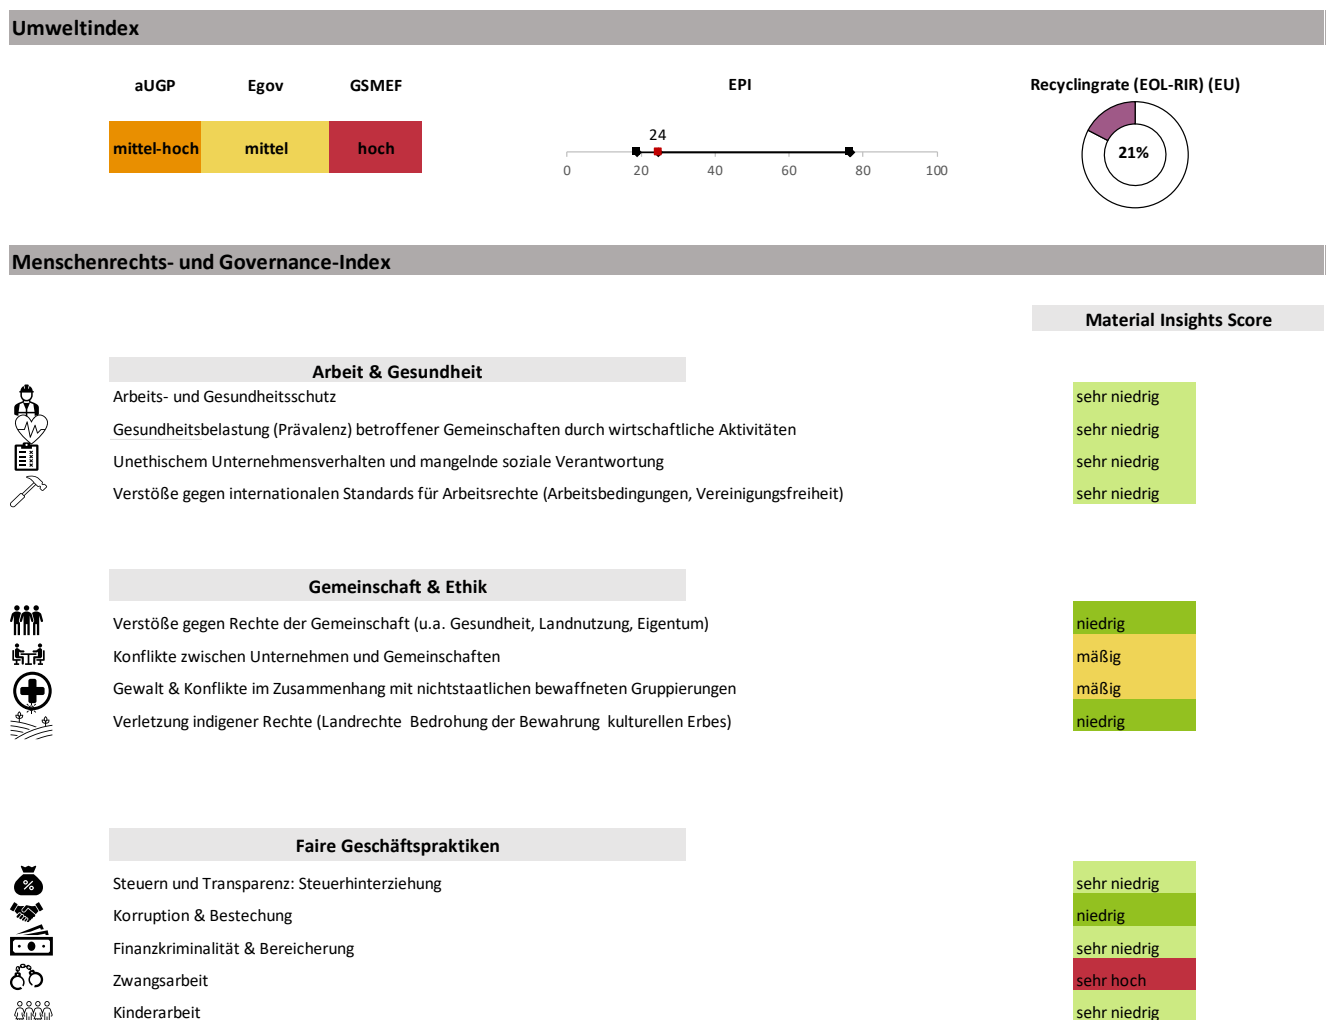 Umweltindex
aUGP Egov GSMEF EPI Recyclingrate (EOL-RIR) (EU)
mittel-hoch mittel hoch
24
21%
0 20 40 60 80 100
Menschenrechts- und Governance-Index
Material Insights Score
Arbeit & Gesundheit
Arbeits- und Gesundheitsschutz sehr niedrig
Gesundheitsbelastung (Prävalenz) betroffener Gemeinschaften durch wirtschaftliche Aktivitäten sehr niedrig
Unethischem Unternehmensverhalten und mangelnde soziale Verantwortung sehr niedrig
Verstöße gegen internationalen Standards für Arbeitsrechte (Arbeitsbedingungen, Vereinigungsfreiheit) sehr niedrig
Gemeinschaft & Ethik
Verstöße gegen Rechte der Gemeinschaft (u.a. Gesundheit, Landnutzung, Eigentum) niedrig
Konflikte zwischen Unternehmen und Gemeinschaften mäßig
Gewalt & Konflikte im Zusammenhang mit nichtstaatlichen bewaffneten Gruppierungen mäßig
Verletzung indigener Rechte (Landrechte  Bedrohung der Bewahrung  kulturellen Erbes) niedrig
Faire Geschäftspraktiken
Steuern und Transparenz: Steuerhinterziehung sehr niedrig
%
Korruption & Bestechung niedrig
Finanzkriminalität & Bereicherung sehr niedrig
Zwangsarbeit sehr hoch
Kinderarbeit sehr niedrig